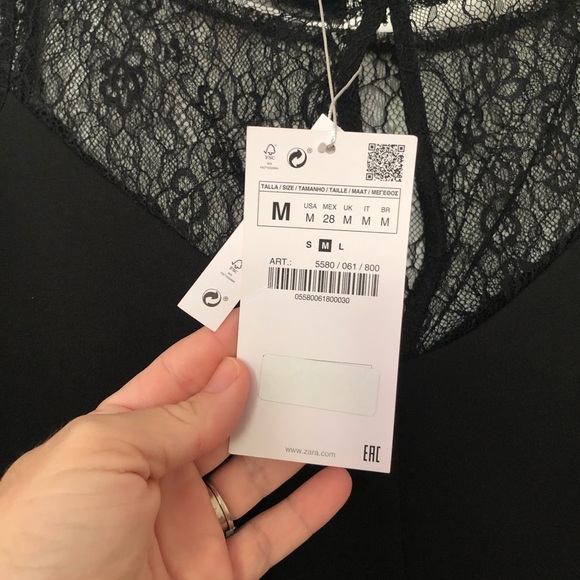 FSC
TALLA / SIZE / TAMANHO / TAILLE / MAAT / ΜΕΓΕΘΟΣ
M USA MEX UK IT BR
M 28 M M M
S M L
ART.: 5580 / 061 / 800
05580061800030
www.zara.com
EAC